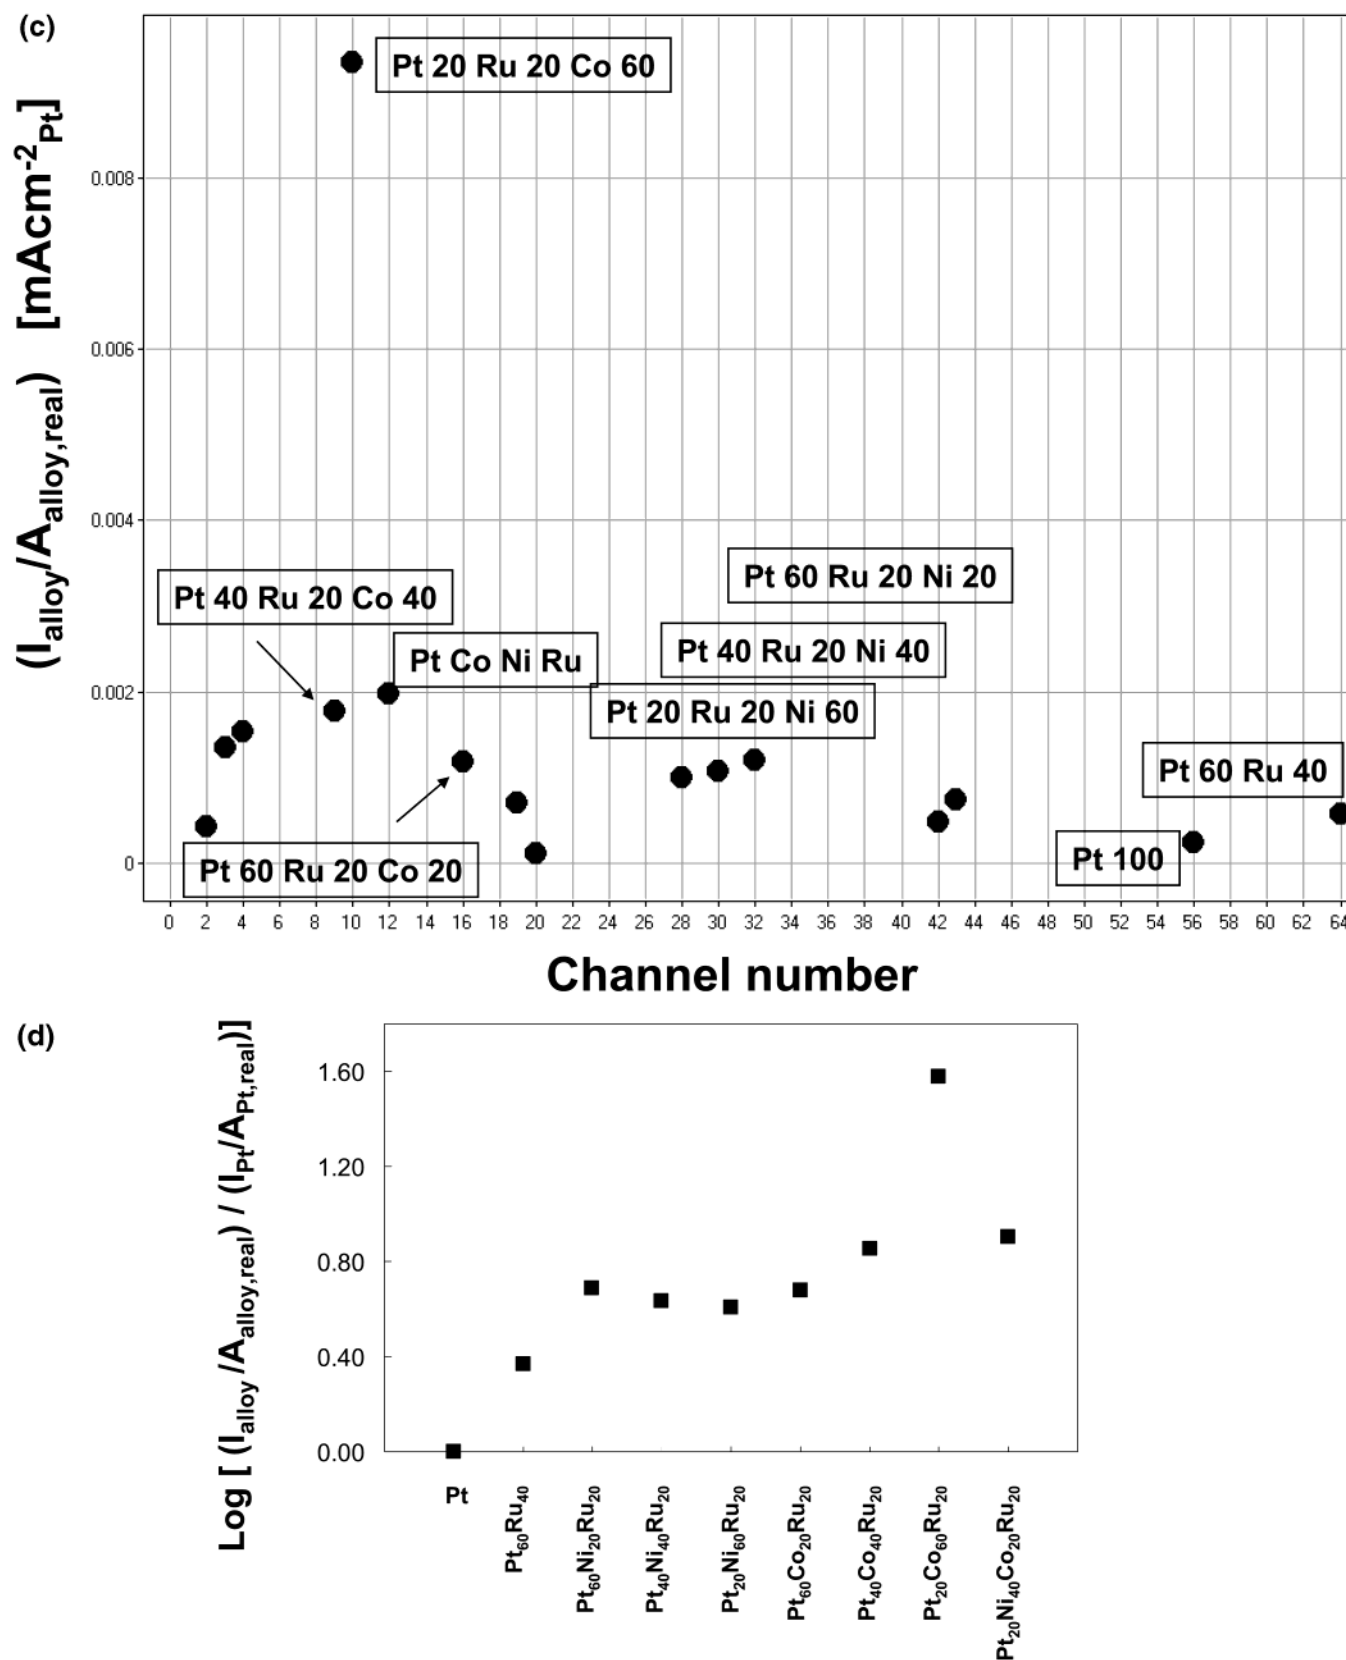 (c)
(I_alloy/A_alloy,real) [mAcm⁻²_Pt]
Pt 20 Ru 20 Co 60
0.008
0.006
0.004
Pt 60 Ru 20 Ni 20
Pt 40 Ru 20 Co 40
Pt 40 Ru 20 Ni 40
Pt Co Ni Ru
0.002
Pt 20 Ru 20 Ni 60
Pt 60 Ru 40
Pt 100
0
Pt 60 Ru 20 Co 20
0 2 4 6 8 10 12 14 16 18 20 22 24 26 28 30 32 34 36 38 40 42 44 46 48 50 52 54 56 58 60 62 64
Channel number
(d)
Log [ (I_alloy /A_alloy,real) / (I_Pt/A_Pt,real)]
1.60
1.20
0.80
0.40
0.00
Pt
Pt₆₀Ru₄₀
Pt₆₀Ni₂₀Ru₂₀
Pt₄₀Ni₄₀Ru₂₀
Pt₂₀Ni₆₀Ru₂₀
Pt₆₀Co₂₀Ru₂₀
Pt₄₀Co₄₀Ru₂₀
Pt₂₀Co₆₀Ru₂₀
Pt₂₀Ni₄₀Co₂₀Ru₂₀